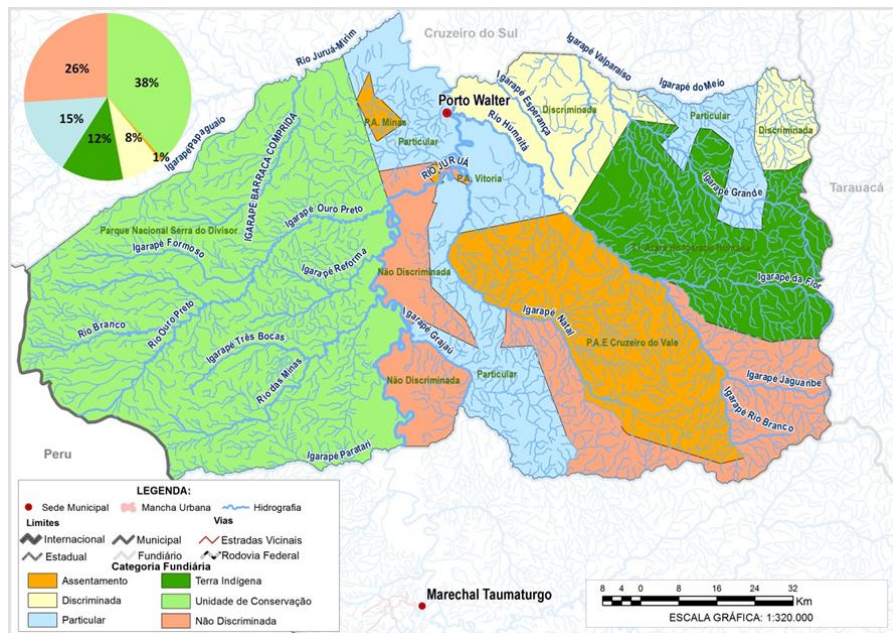 Cruzeiro do Sul
26%
38%
15%
12%
8%
1%
Rio Juruá-Mirim
Igarapé Papaguaio
IGARAPÉ BARRACA COMPRIDA
P.A. Minas
Particular
Porto Walter
Rio Humaitá
Igarapé Esperança
Igarapé Valparaíso
Discriminada
Igarapé do Meio
Particular
Discriminada
Tarauacá
RIO JURUÁ
P.A. Vitoria
Igarapé Grande
Igarapé da Flor
Parque Nacional Serra do Divisor
Igarapé Formoso
Igarapé Ouro Preto
Igarapé Reforma
Não Discriminada
Rio Branco
Rio Ouro Preto
Igarapé Três Bocas
Rio das Minas
Igarapé Grajaú
Igarapé Natal
P.A.E Cruzeiro do Vale
Igarapé Jaguanbe
Igarapé Rio Branco
Não Discriminada
Particular
Igarapé Paratari
Peru
LEGENDA:
Sede Municipal
Mancha Urbana
Hidrografia
Limites
Vias
Internacional
Municipal
Estradas Vicinais
Estadual
Fundiário
Rodovia Federal
Categoria Fundiária
Assentamento
Terra Indígena
Discriminada
Unidade de Conservação
Particular
Não Discriminada
Marechal Taumaturgo
8 4 0 8 16 24 32
Km
ESCALA GRÁFICA: 1:320.000